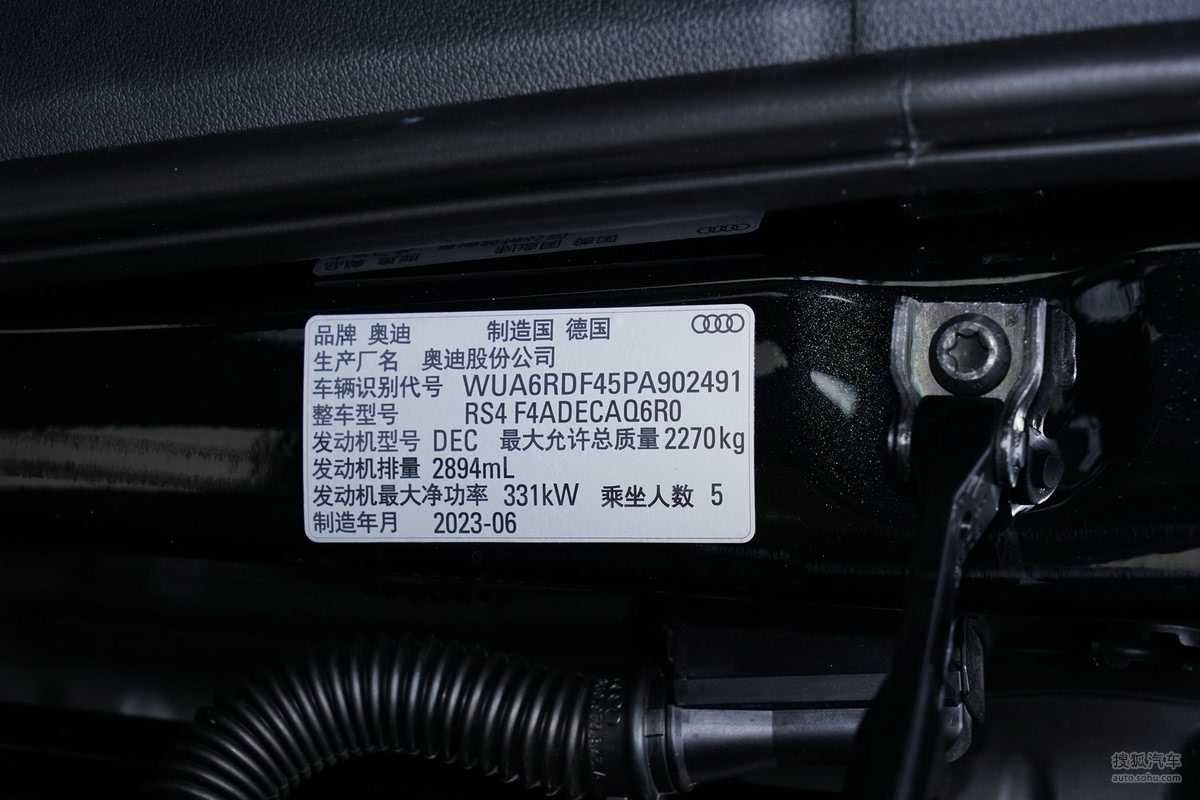 品牌 奥迪 制造国 德国
生产厂名 奥迪股份公司
车辆识别代号 WUA6RDF45PA902491
整车型号 RS4 F4ADECAQ6R0
发动机型号 DEC 最大允许总质量 2270kg
发动机排量 2894mL
发动机最大净功率 331kW 乘坐人数 5
制造年月 2023-06
搜狐汽车
auto.sohu.com